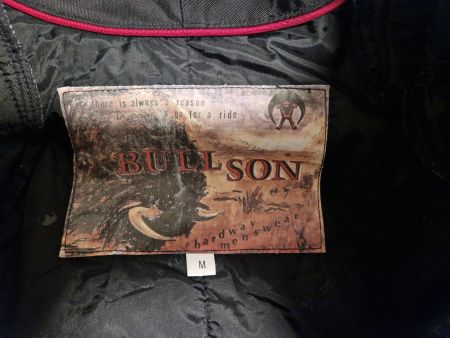 there is always a reason
go for a ride
BULLSON
hardway
menswear
M